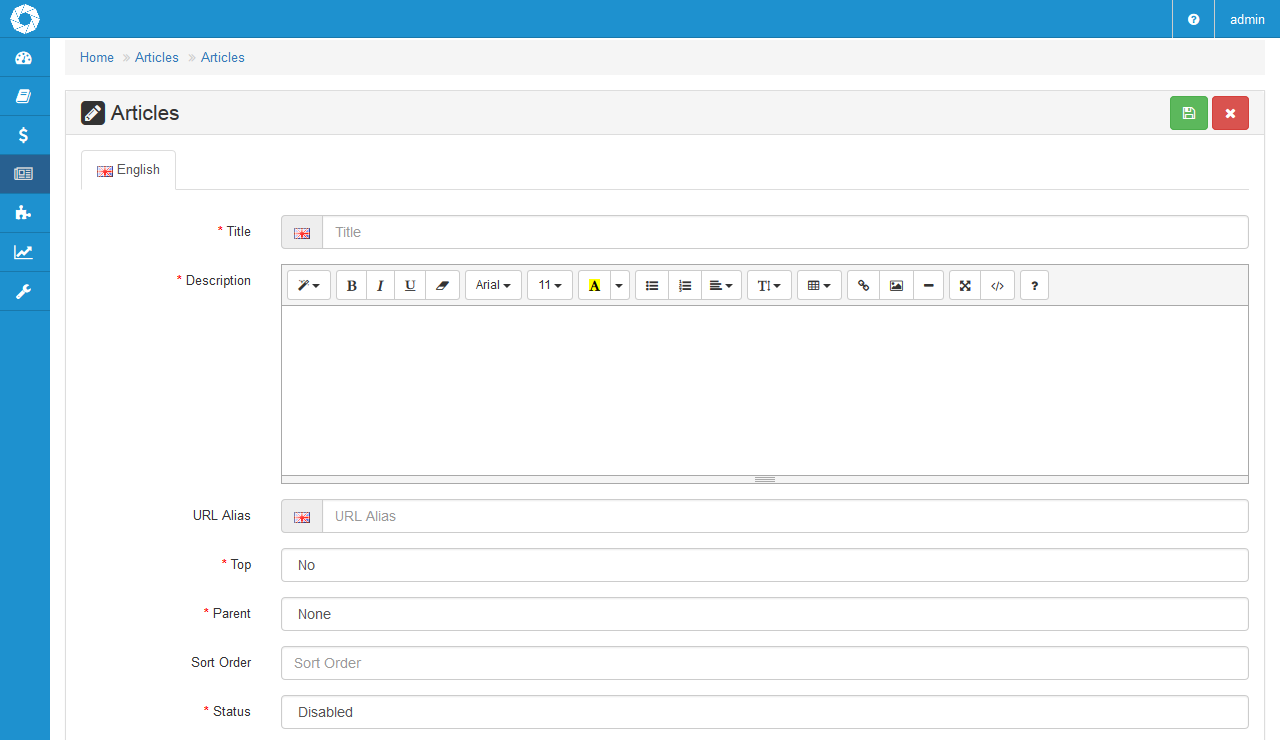 admin
Home » Articles » Articles
Articles
English
* Title Title
* Description B I U Arial 11 A TI ?
URL Alias URL Alias
* Top No
* Parent None
Sort Order Sort Order
* Status Disabled